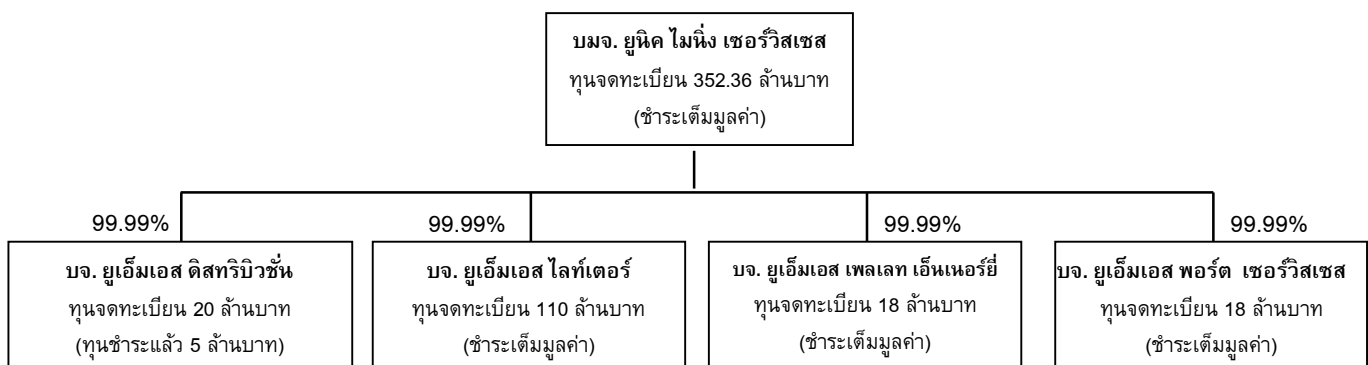 บมจ. ยูนิค ไมนิ่ง เซอร์วิสเซส
ทุนจดทะเบียน 352.36 ล้านบาท
(ชำระเต็มมูลค่า)
99.99%
บจ. ยูเอ็มเอส ดิสทริบิวชั่น
ทุนจดทะเบียน 20 ล้านบาท
(ทุนชำระแล้ว 5 ล้านบาท)
99.99%
บจ. ยูเอ็มเอส ไลท์เตอร์
ทุนจดทะเบียน 110 ล้านบาท
(ชำระเต็มมูลค่า)
99.99%
บจ. ยูเอ็มเอส เพลเลท เอ็นเนอร์ยี่
ทุนจดทะเบียน 18 ล้านบาท
(ชำระเต็มมูลค่า)
99.99%
บจ. ยูเอ็มเอส พอร์ต เซอร์วิสเซส
ทุนจดทะเบียน 18 ล้านบาท
(ชำระเต็มมูลค่า)